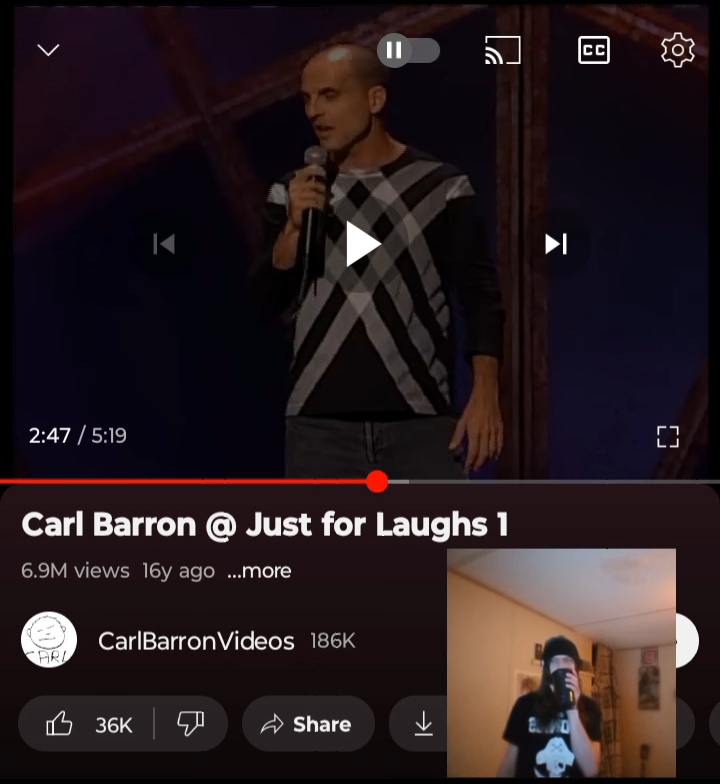 CC
2:47 / 5:19
Carl Barron @ Just for Laughs 1
6.9M views 16y ago ...more
CarlBarronVideos 186K
CARL
36K
Share